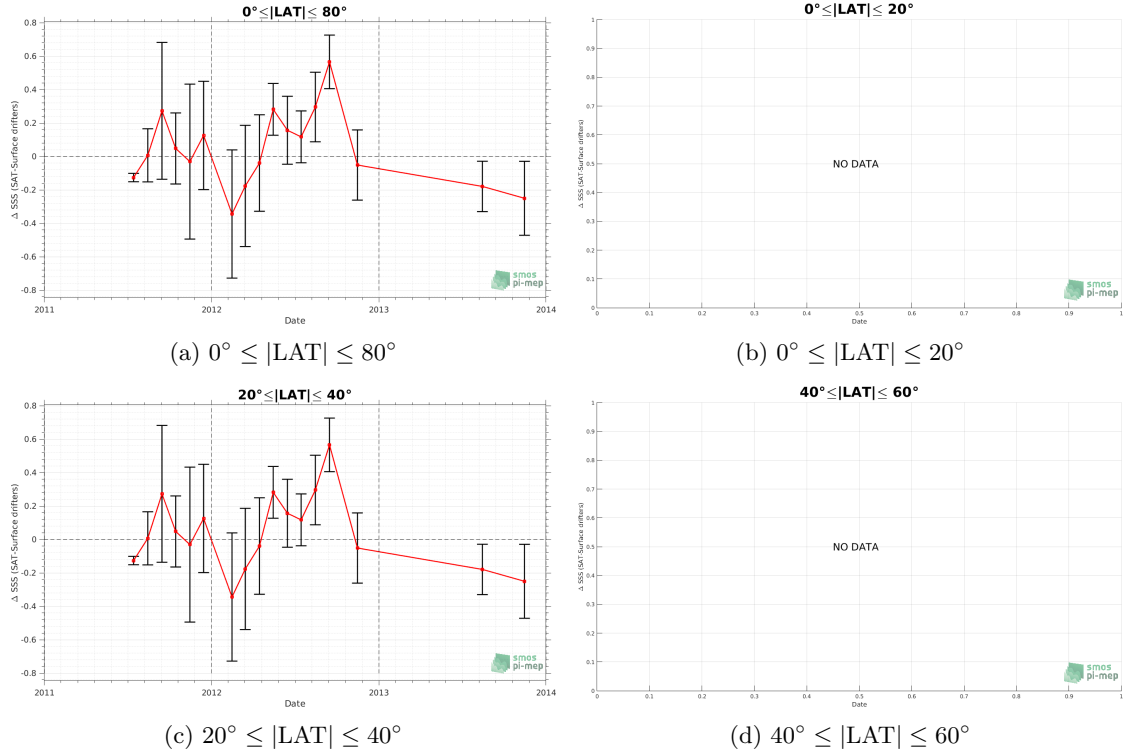 0°≤|LAT|≤ 80°
0.8
0.6
0.4
0.2
0
-0.2
-0.4
-0.6
-0.8
Δ SSS (SAT-Surface drifters)
2011 2012 2013 2014
Date
smos
pi-mep
(a) 0° ≤ |LAT| ≤ 80°
0°≤|LAT|≤ 20°
1
0.9
0.8
0.7
0.6
0.5
0.4
0.3
0.2
0.1
0
Δ SSS (SAT-Surface drifters)
NO DATA
0 0.1 0.2 0.3 0.4 0.5 0.6 0.7 0.8 0.9 1
Date
smos
pi-mep
(b) 0° ≤ |LAT| ≤ 20°
20°≤|LAT|≤ 40°
0.8
0.6
0.4
0.2
0
-0.2
-0.4
-0.6
-0.8
Δ SSS (SAT-Surface drifters)
2011 2012 2013 2014
Date
smos
pi-mep
(c) 20° ≤ |LAT| ≤ 40°
40°≤|LAT|≤ 60°
1
0.9
0.8
0.7
0.6
0.5
0.4
0.3
0.2
0.1
0
Δ SSS (SAT-Surface drifters)
NO DATA
0 0.1 0.2 0.3 0.4 0.5 0.6 0.7 0.8 0.9 1
Date
smos
pi-mep
(d) 40° ≤ |LAT| ≤ 60°